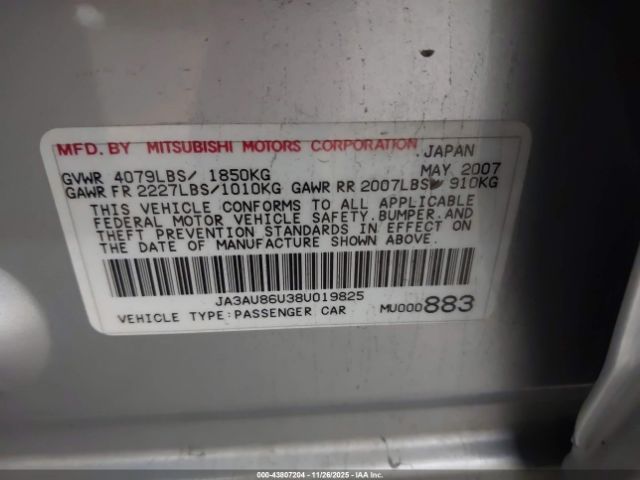 MFD. BY MITSUBISHI MOTORS CORPORATION.JAPAN
GVWR 4079LBS/ 1850KG MAY 2007
GAWR FR 2227LBS/1010KG GAWR RR 2007LBS/ 910KG
THIS VEHICLE CONFORMS TO ALL APPLICABLE
FEDERAL MOTOR VEHICLE SAFETY.BUMPER.AND
THEFT PREVENTION STANDARDS IN EFFECT ON
THE DATE OF MANUFACTURE SHOWN ABOVE.
JA3AU86U38U019825
VEHICLE TYPE:PASSENGER CAR MU000883
000-43807204 | 11/26/2025 - IAA Inc.